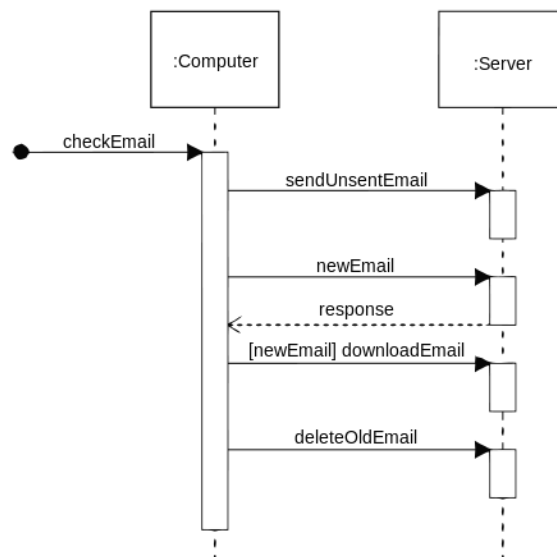 :Computer
:Server
checkEmail
sendUnsentEmail
newEmail
response
[newEmail] downloadEmail
deleteOldEmail